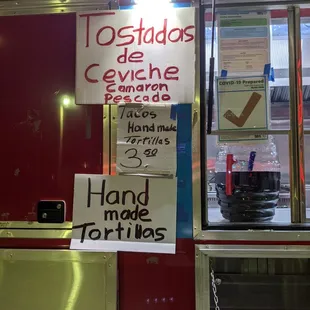 Tostadas
de
Ceviche
Camaron
Pescado
Tacos
Hand made
Tortillas
3.50
Hand
made
Tortillas
COVID-19 Prepared